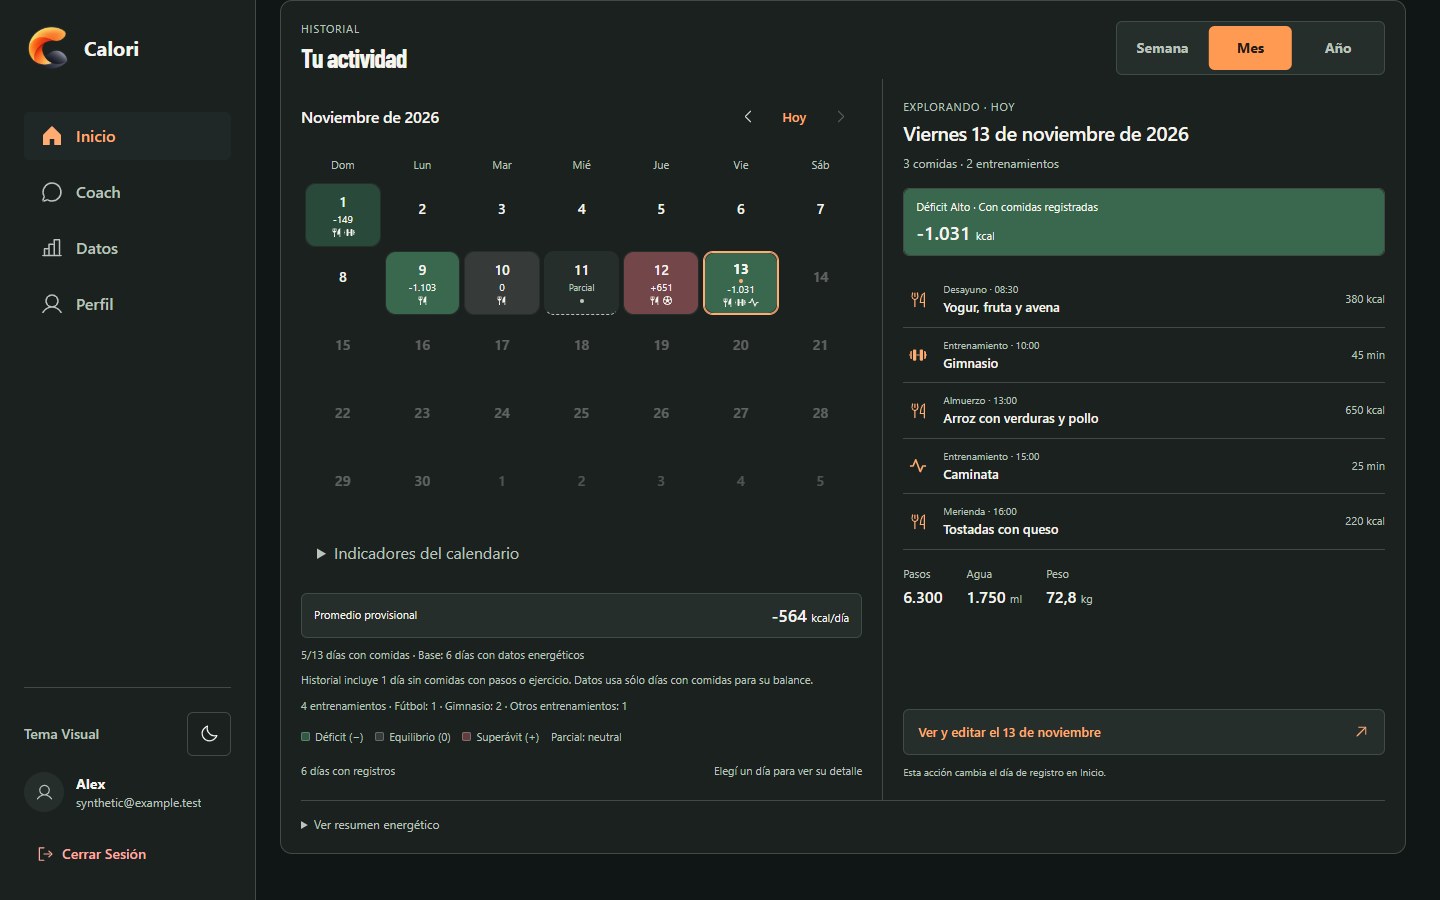 Calori
Inicio
Coach
Datos
Perfil
Tema Visual
Alex
synthetic@example.test
Cerrar Sesión
HISTORIAL
Tu actividad
Semana Mes Año
Noviembre de 2026
Hoy
Dom Lun Mar Mié Jue Vie Sáb
1 2 3 4 5 6 7
-149
8 9 10 11 12 13 14
-1.103 0 Parcial +651 -1.031
15 16 17 18 19 20 21
22 23 24 25 26 27 28
29 30 1 2 3 4 5
Indicadores del calendario
Promedio provisional -564 kcal/día
5/13 días con comidas · Base: 6 días con datos energéticos
Historial incluye 1 día sin comidas con pasos o ejercicio. Datos usa sólo días con comidas para su balance.
4 entrenamientos · Fútbol: 1 · Gimnasio: 2 · Otros entrenamientos: 1
Déficit (−) Equilibrio (0) Superávit (+) Parcial: neutral
6 días con registros Elegí un día para ver su detalle
EXPLORANDO · HOY
Viernes 13 de noviembre de 2026
3 comidas · 2 entrenamientos
Déficit Alto · Con comidas registradas
-1.031 kcal
Desayuno · 08:30
Yogur, fruta y avena
380 kcal
Entrenamiento · 10:00
Gimnasio
45 min
Almuerzo · 13:00
Arroz con verduras y pollo
650 kcal
Entrenamiento · 15:00
Caminata
25 min
Merienda · 16:00
Tostadas con queso
220 kcal
Pasos Agua Peso
6.300 1.750 ml 72,8 kg
Ver y editar el 13 de noviembre
Esta acción cambia el día de registro en Inicio.
Ver resumen energético